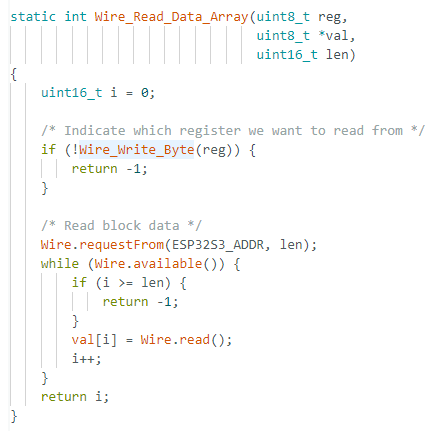 static int Wire_Read_Data_Array(uint8_t reg,
                                uint8_t *val,
                                uint16_t len)
{
    uint16_t i = 0;

    /* Indicate which register we want to read from */
    if (!Wire_Write_Byte(reg)) {
        return -1;
    }

    /* Read block data */
    Wire.requestFrom(ESP32S3_ADDR, len);
    while (Wire.available()) {
        if (i >= len) {
            return -1;
        }
        val[i] = Wire.read();
        i++;
    }
    return i;
}